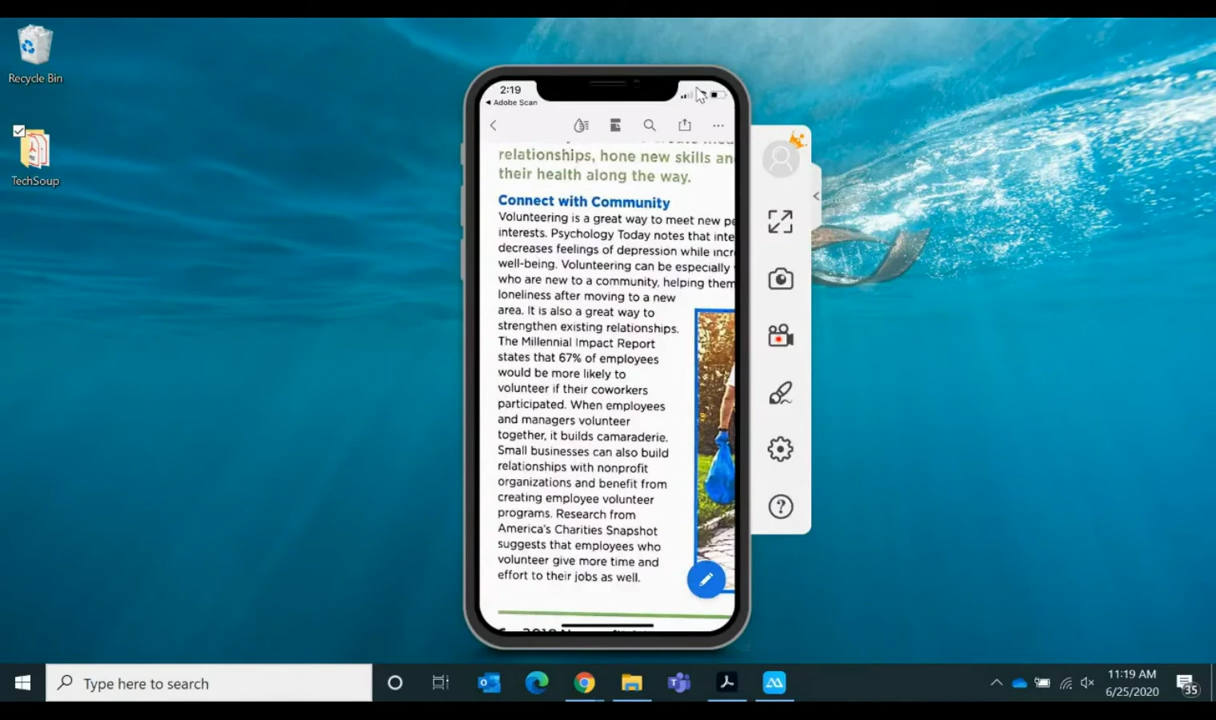 Recycle Bin
TechSoup
2:19
Adobe Scan
relationships, hone new skills an
their health along the way.
Connect with Community
Volunteering is a great way to meet new pe
interests. Psychology Today notes that inte
decreases feelings of depression while incr
well-being. Volunteering can be especially
who are new to a community, helping them
loneliness after moving to a new
area. It is also a great way to
strengthen existing relationships.
The Millennial Impact Report
states that 67% of employees
would be more likely to
volunteer if their coworkers
participated. When employees
and managers volunteer
together, it builds camaraderie.
Small businesses can also build
relationships with nonprofit
organizations and benefit from
creating employee volunteer
programs. Research from
America's Charities Snapshot
suggests that employees who
volunteer give more time and
effort to their jobs as well.
Type here to search
11:19 AM
6/25/2020
35